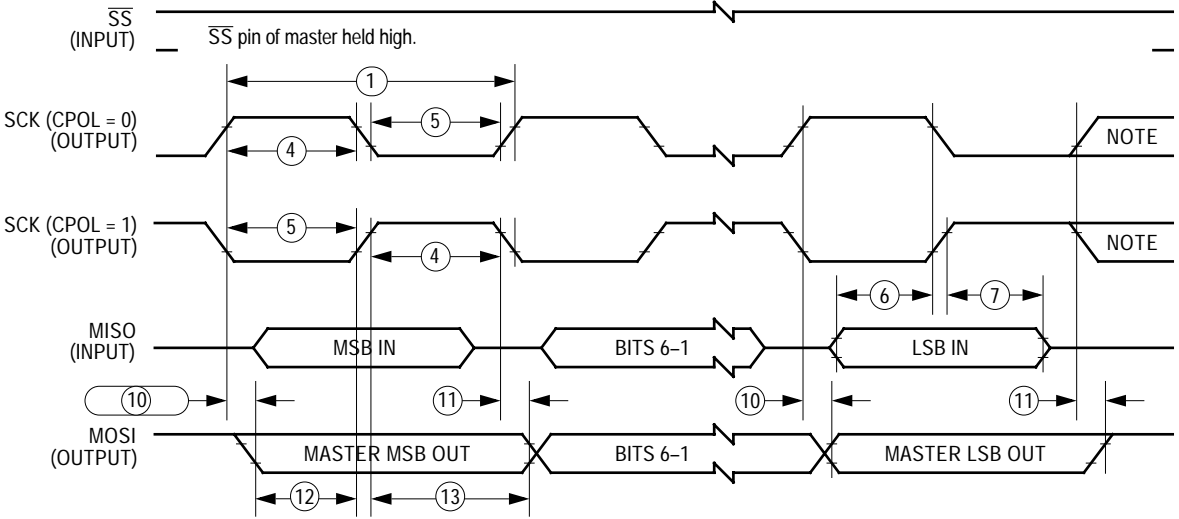 SS
(INPUT)
SS pin of master held high.
1
SCK (CPOL = 0)
(OUTPUT)
5
4
NOTE
SCK (CPOL = 1)
(OUTPUT)
5
4
NOTE
6
7
MISO
(INPUT)
MSB IN
BITS 6–1
LSB IN
10
11
10
11
MOSI
(OUTPUT)
MASTER MSB OUT
BITS 6–1
MASTER LSB OUT
12
13